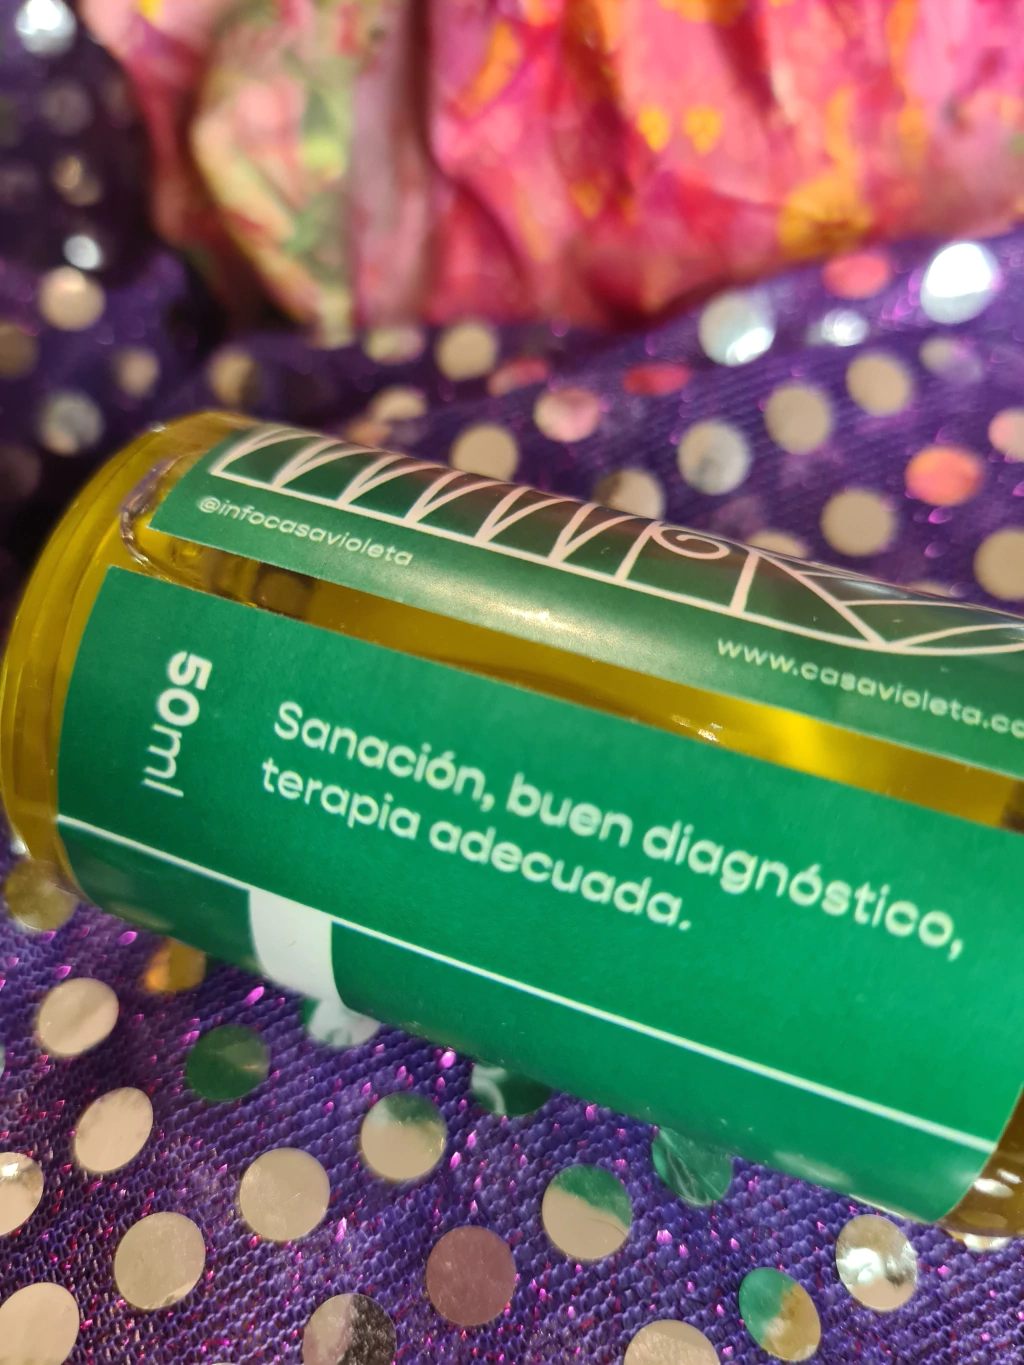 @infocasavioleta
www.casavioleta.co
50ml
Sanación, buen diagnóstico,
terapia adecuada.